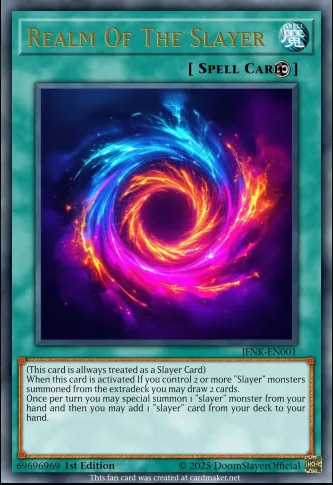 Realm Of The Slayer
魔
[ Spell Card ]
IFNK-EN001
(This card is allways treated as a Slayer Card)
When this card is activated If you control 2 or more "Slayer" monsters
summoned from the extradeck you may draw 2 cards.
Once per turn you may special summon 1 "slayer" monster from your
hand and then you may add 1 "slayer" card from your deck to your
hand.
69696969 1st Edition © 2025 DoomSlayerOfficial
This fan card was created at cardmaker.net